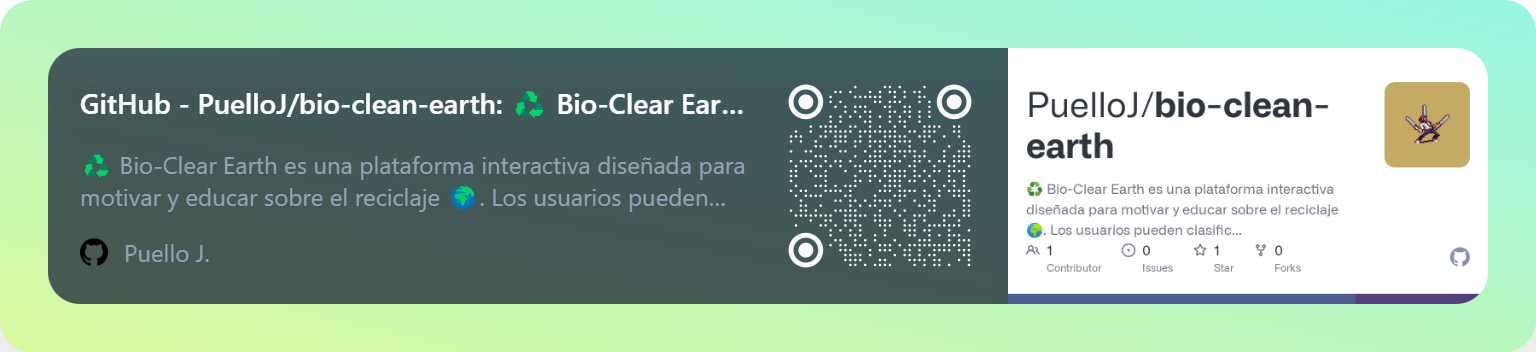 GitHub - PuelloJ/bio-clean-earth: ♻️ Bio-Clear Ear...
♻️ Bio-Clear Earth es una plataforma interactiva diseñada para
motivar y educar sobre el reciclaje 🌍. Los usuarios pueden...
Puello J.
PuelloJ/bio-clean-
earth
♻️ Bio-Clear Earth es una plataforma interactiva
diseñada para motivar y educar sobre el reciclaje
🌍. Los usuarios pueden clasific...
1 0 1 0
Contributor Issues Star Forks